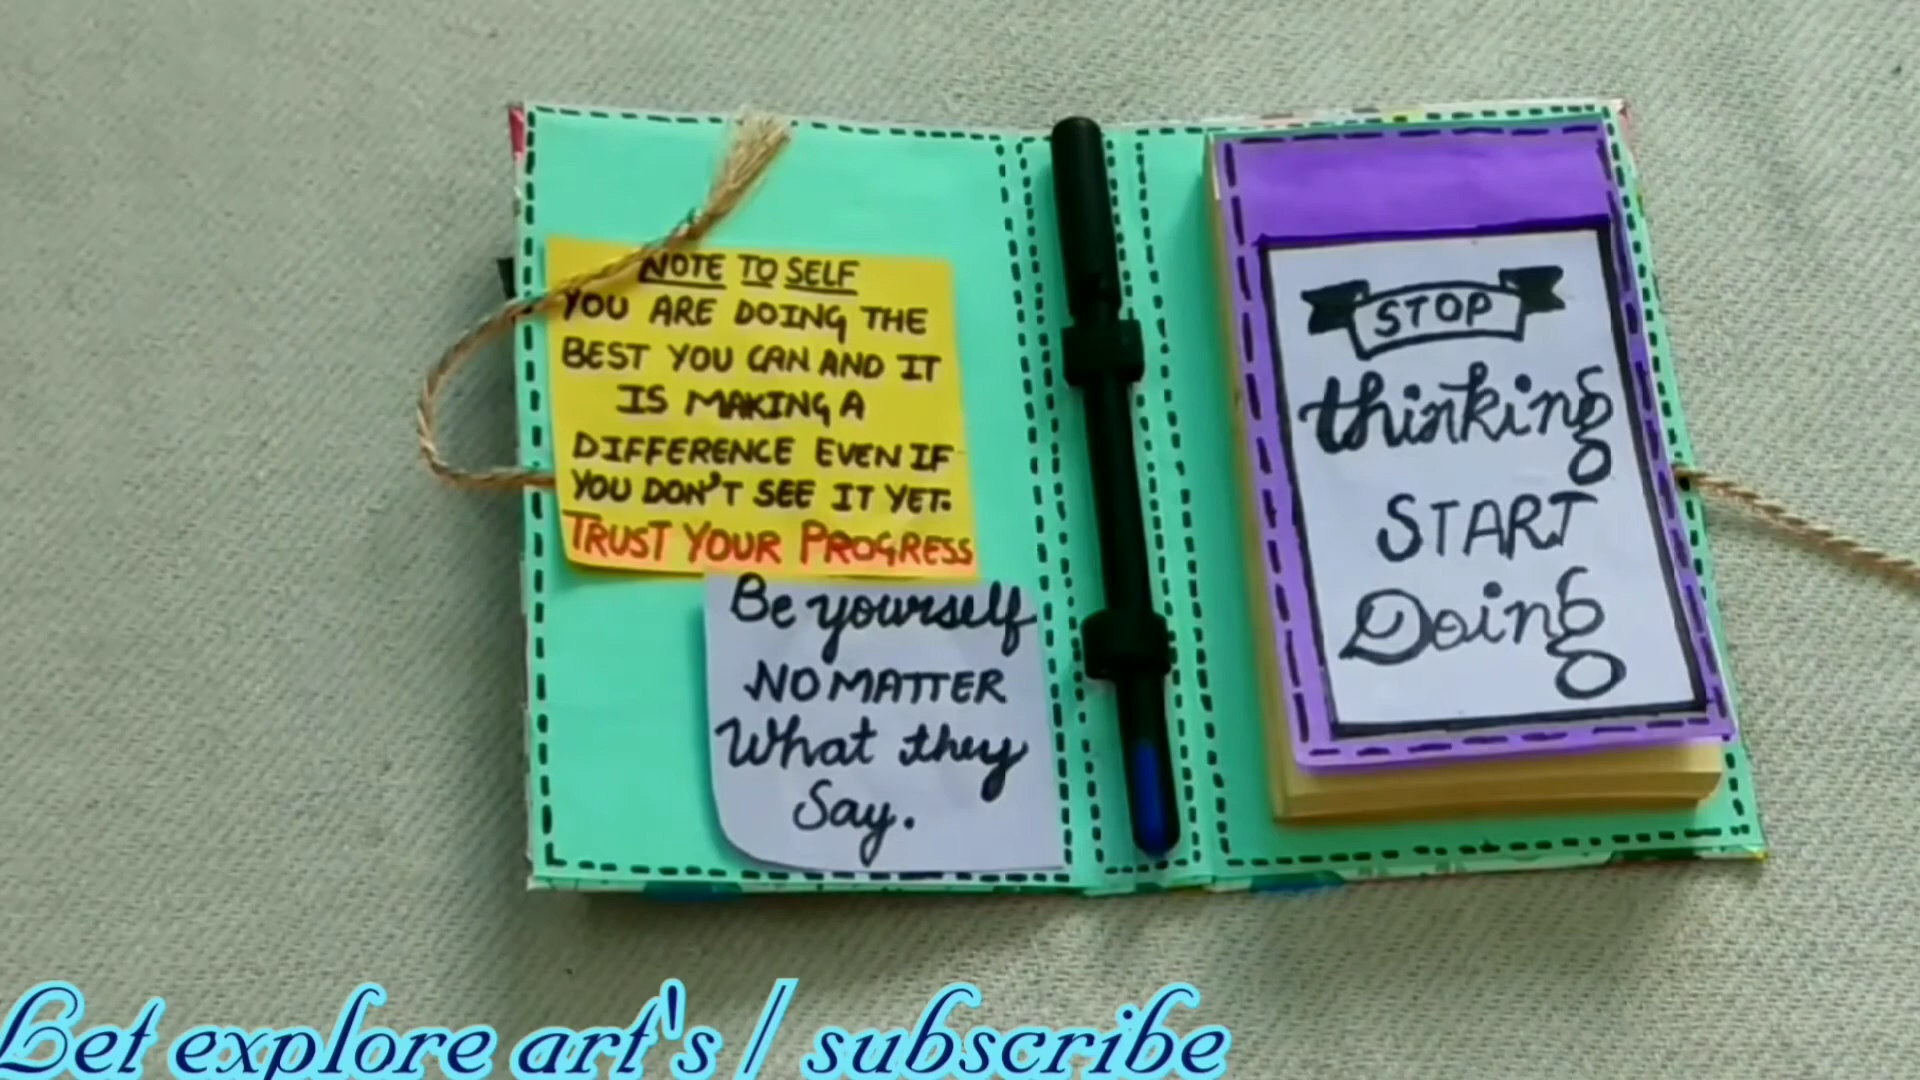 NOTE TO SELF
YOU ARE DOING THE
BEST YOU CAN AND IT
IS MAKING A
DIFFERENCE EVEN IF
YOU DON'T SEE IT YET.
TRUST YOUR PROGRESS
Be yourself
NO MATTER
What they
Say.
STOP
thinking
START
Doing
Let explore art's / subscribe